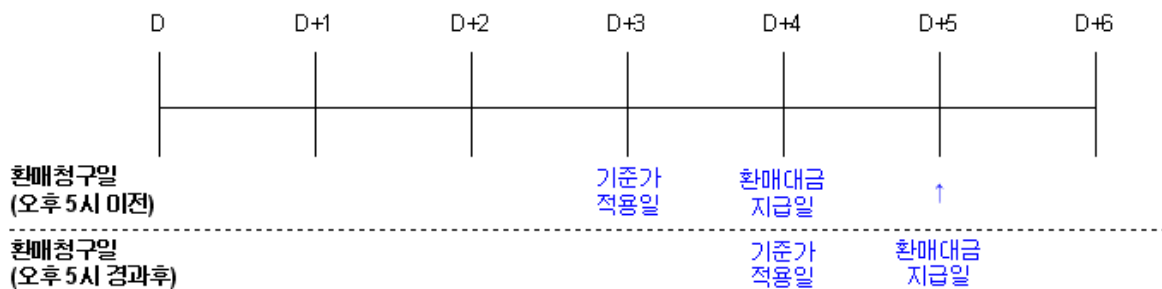 D D+1 D+2 D+3 D+4 D+5 D+6
환매청구일 기준가 환매대금 ↑
(오후 5시 이전) 적용일 지급일
환매청구일 기준가 환매대금
(오후 5시 경과후) 적용일 지급일